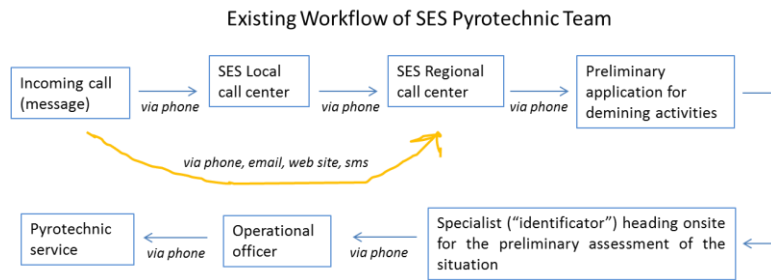 Existing Workflow of SES Pyrotechnic Team
Incoming call
(message)
via phone
SES Local
call center
via phone
SES Regional
call center
via phone
Preliminary
application for
demining activities
via phone, email, web site, sms
Pyrotechnic
service
via phone
Operational
officer
via phone
Specialist (“identificator”) heading onsite
for the preliminary assessment of the
situation